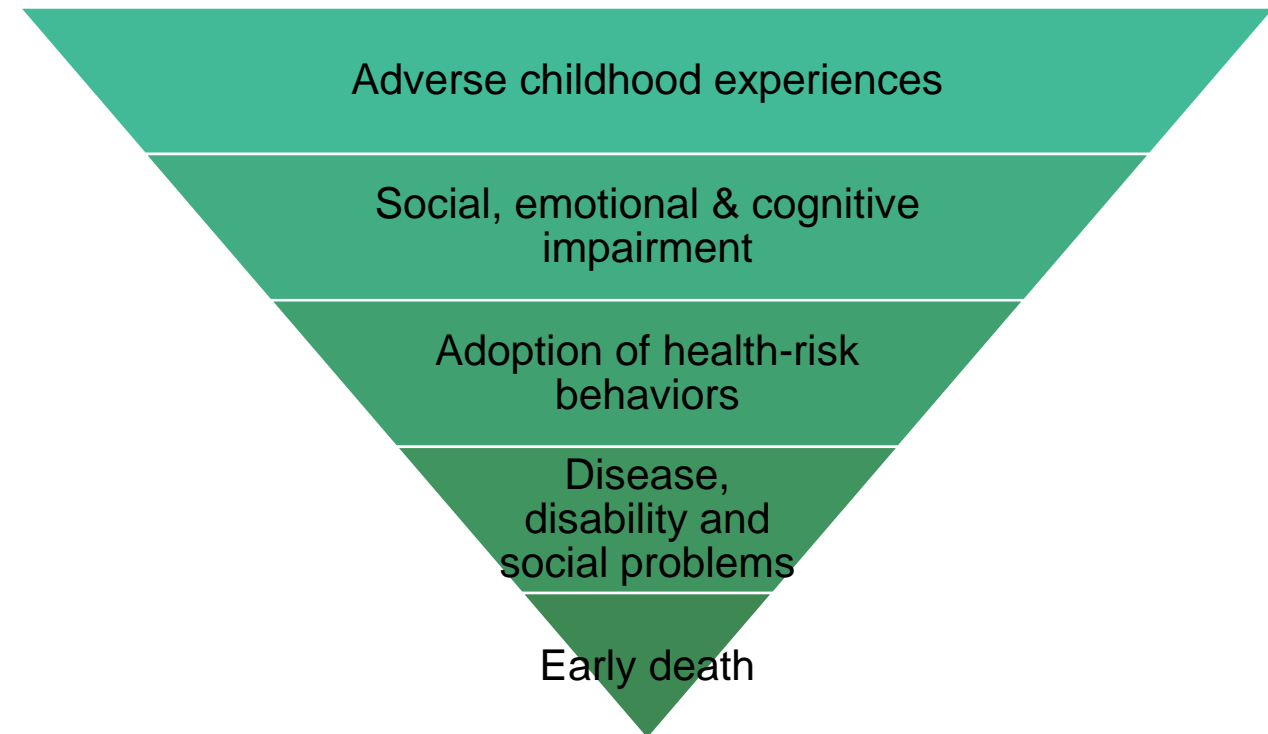 Adverse childhood experiences
Social, emotional & cognitive
impairment
Adoption of health-risk
behaviors
Disease,
disability and
social problems
Early death